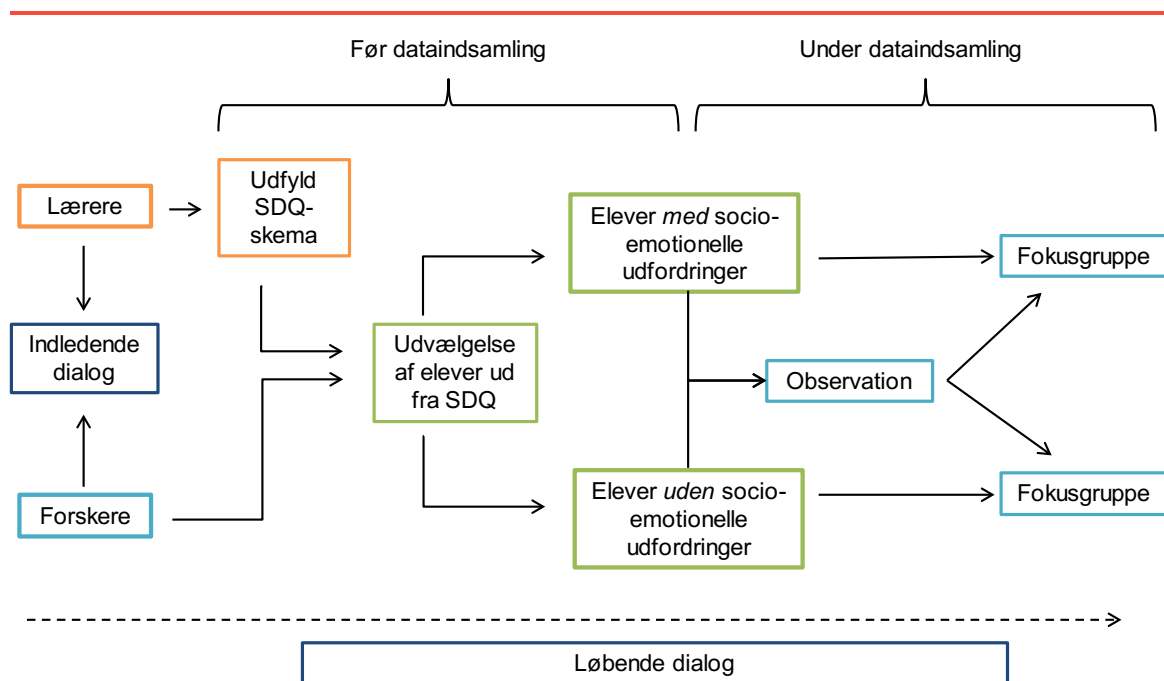 Før dataindsamling
Under dataindsamling
Lærere
Udfyld
SDQ-
skema
Elever med socio-
emotionelle
udfordringer
Fokusgruppe
Indledende
dialog
Udvælgelse
af elever ud
fra SDQ
Observation
Forskere
Elever uden socio-
emotionelle
udfordringer
Fokusgruppe
Løbende dialog